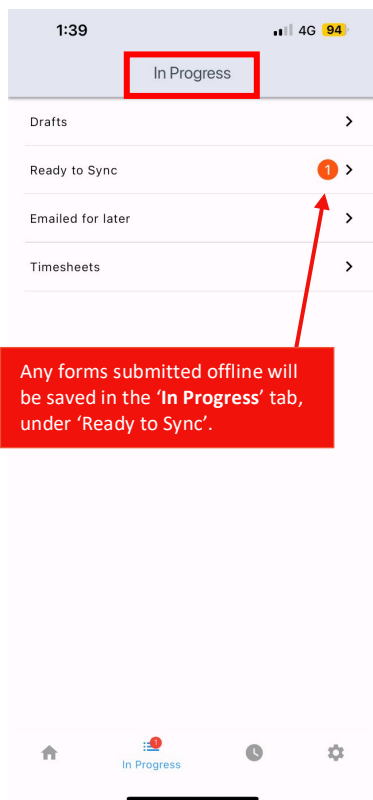 1:39 4G 94
In Progress
Drafts
Ready to Sync 1
Emailed for later
Timesheets
Any forms submitted offline will
be saved in the ‘In Progress’ tab,
under ‘Ready to Sync’.
1
In Progress